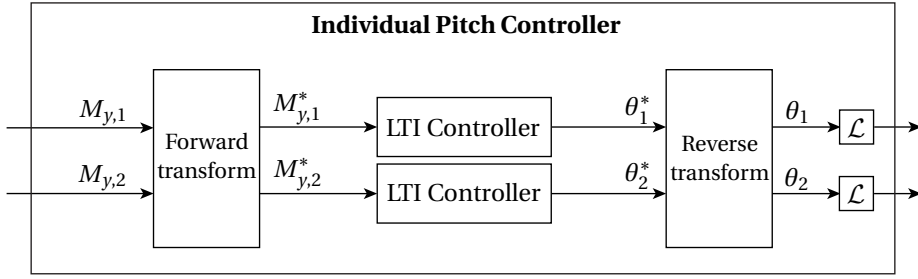 Individual Pitch Controller
M_{y,1}
M^*_{y,1}
θ^*_1
θ_1
LTI Controller
ℒ
Forward
transform
Reverse
transform
M_{y,2}
M^*_{y,2}
θ^*_2
θ_2
LTI Controller
ℒ